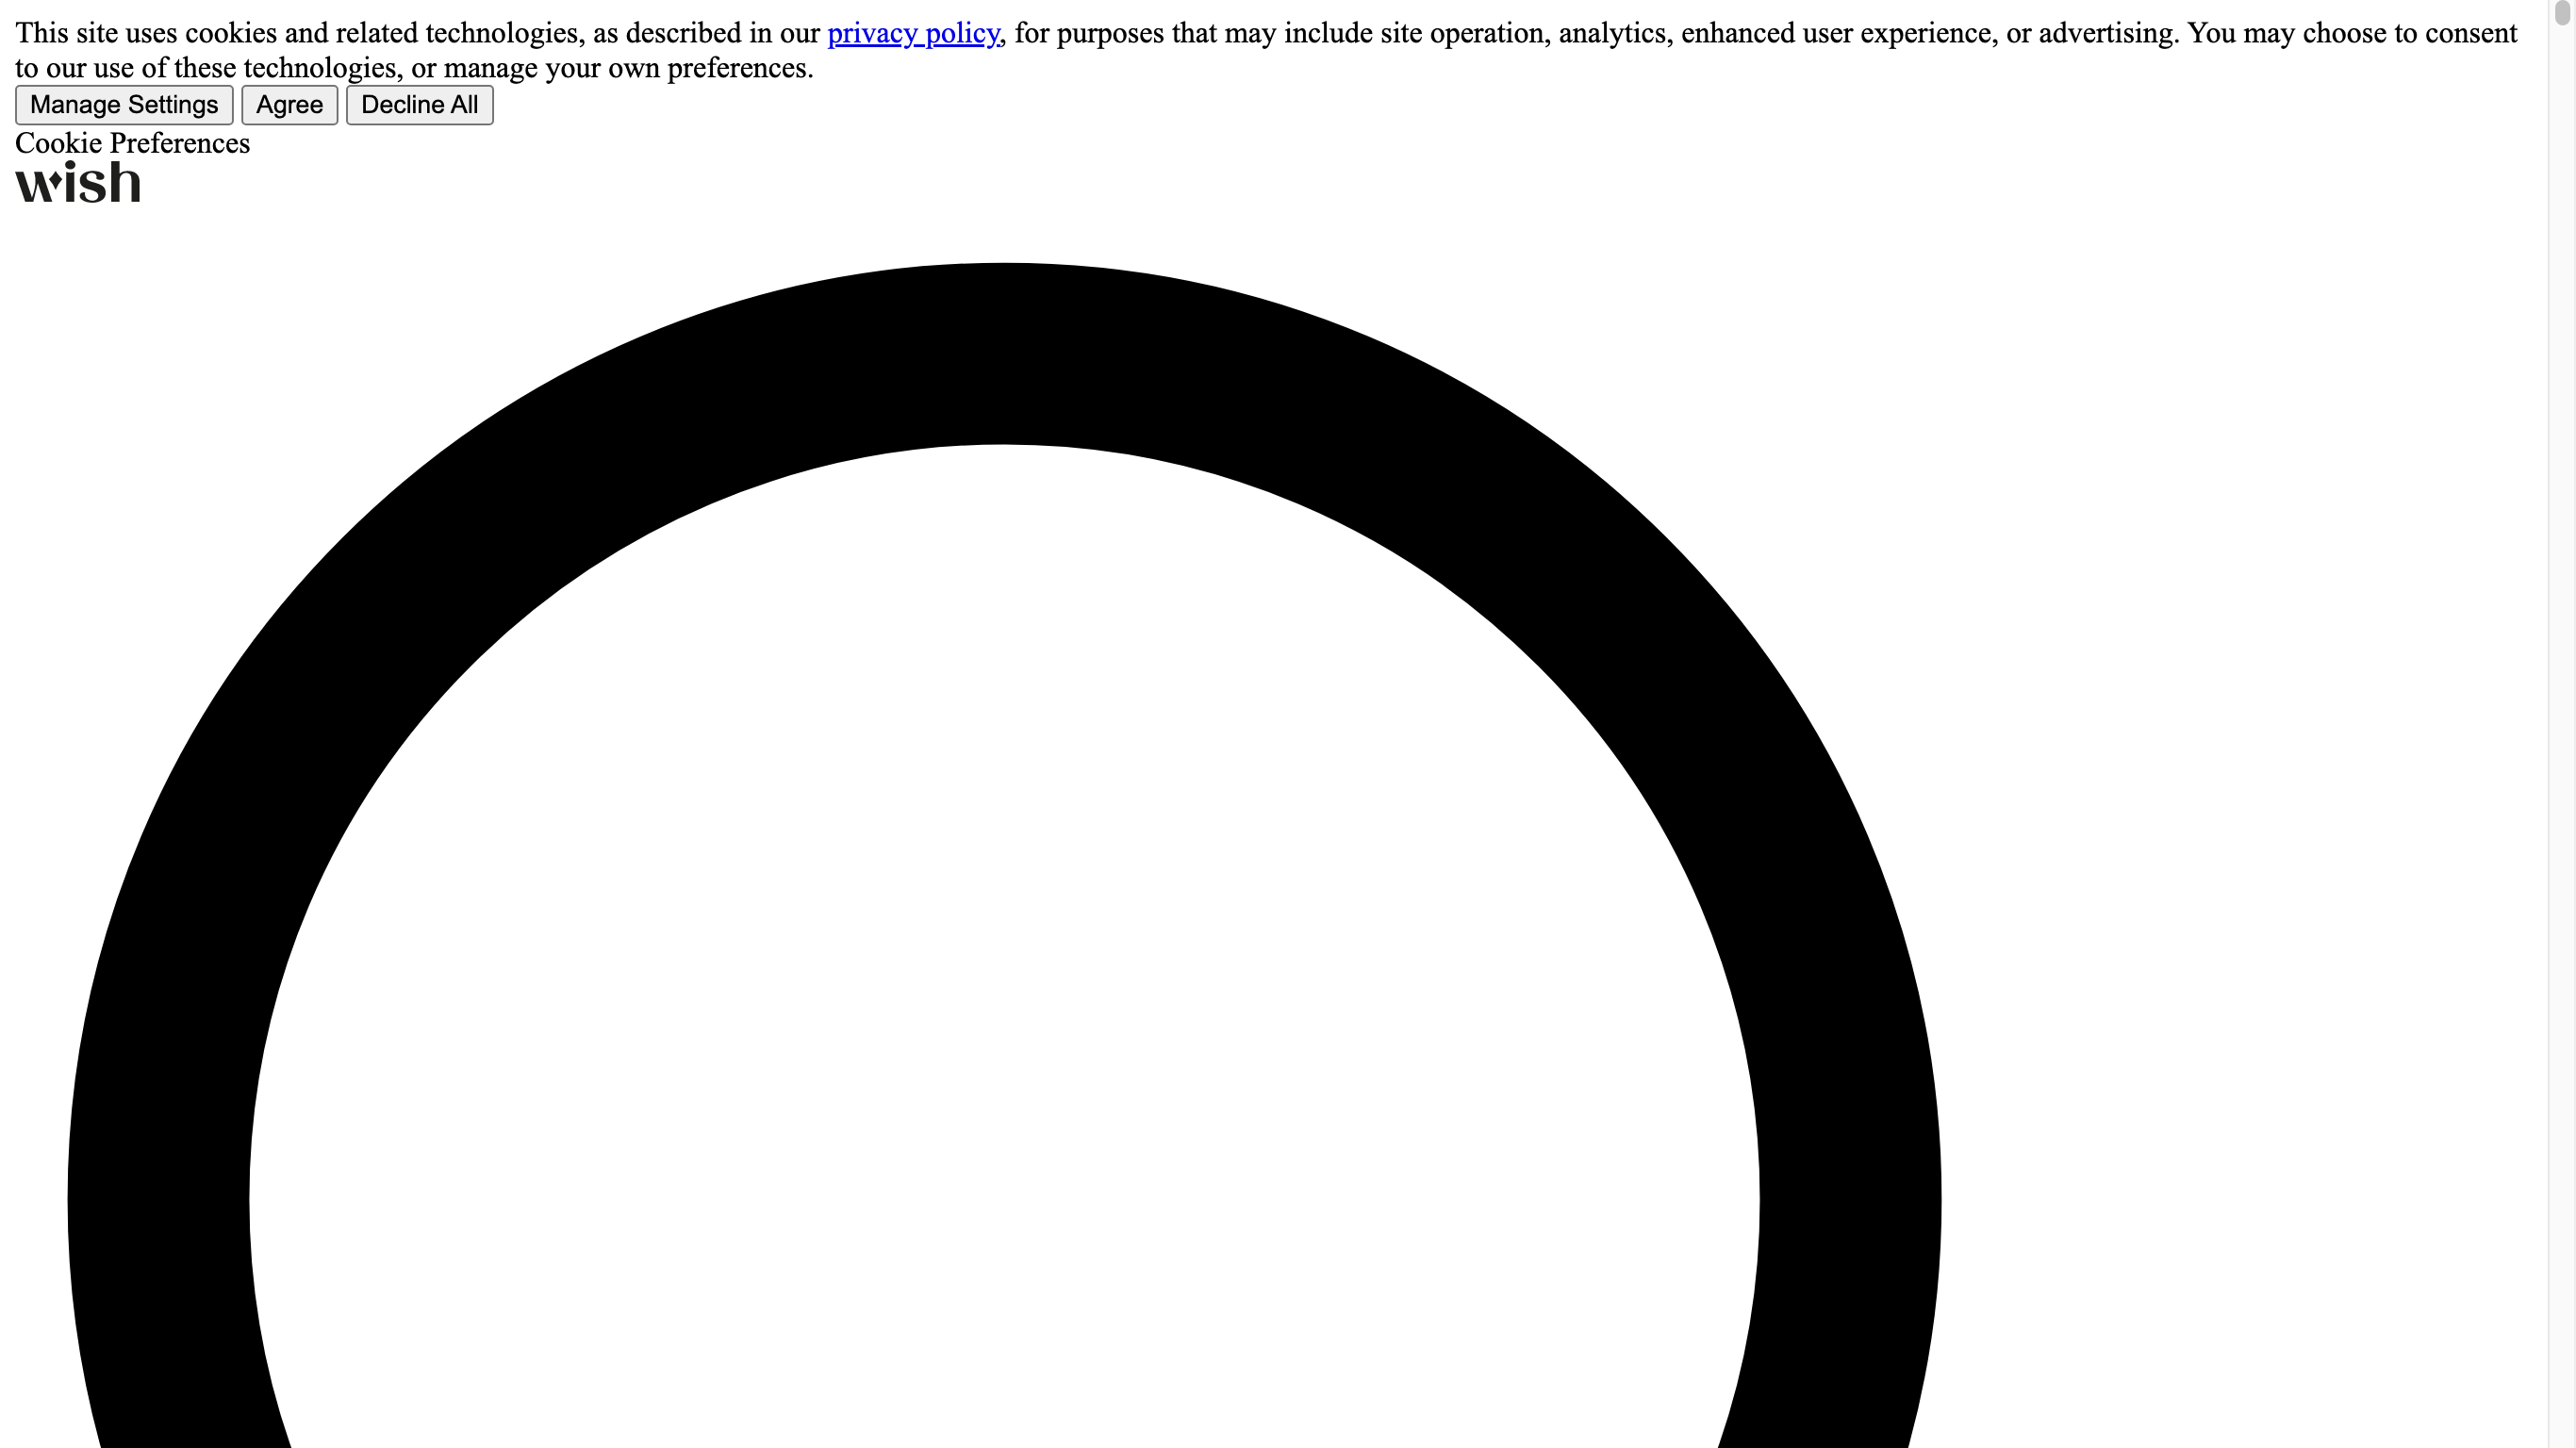 This site uses cookies and related technologies, as described in our privacy policy, for purposes that may include site operation, analytics, enhanced user experience, or advertising. You may choose to consent
to our use of these technologies, or manage your own preferences.
Manage Settings Agree Decline All
Cookie Preferences
wish